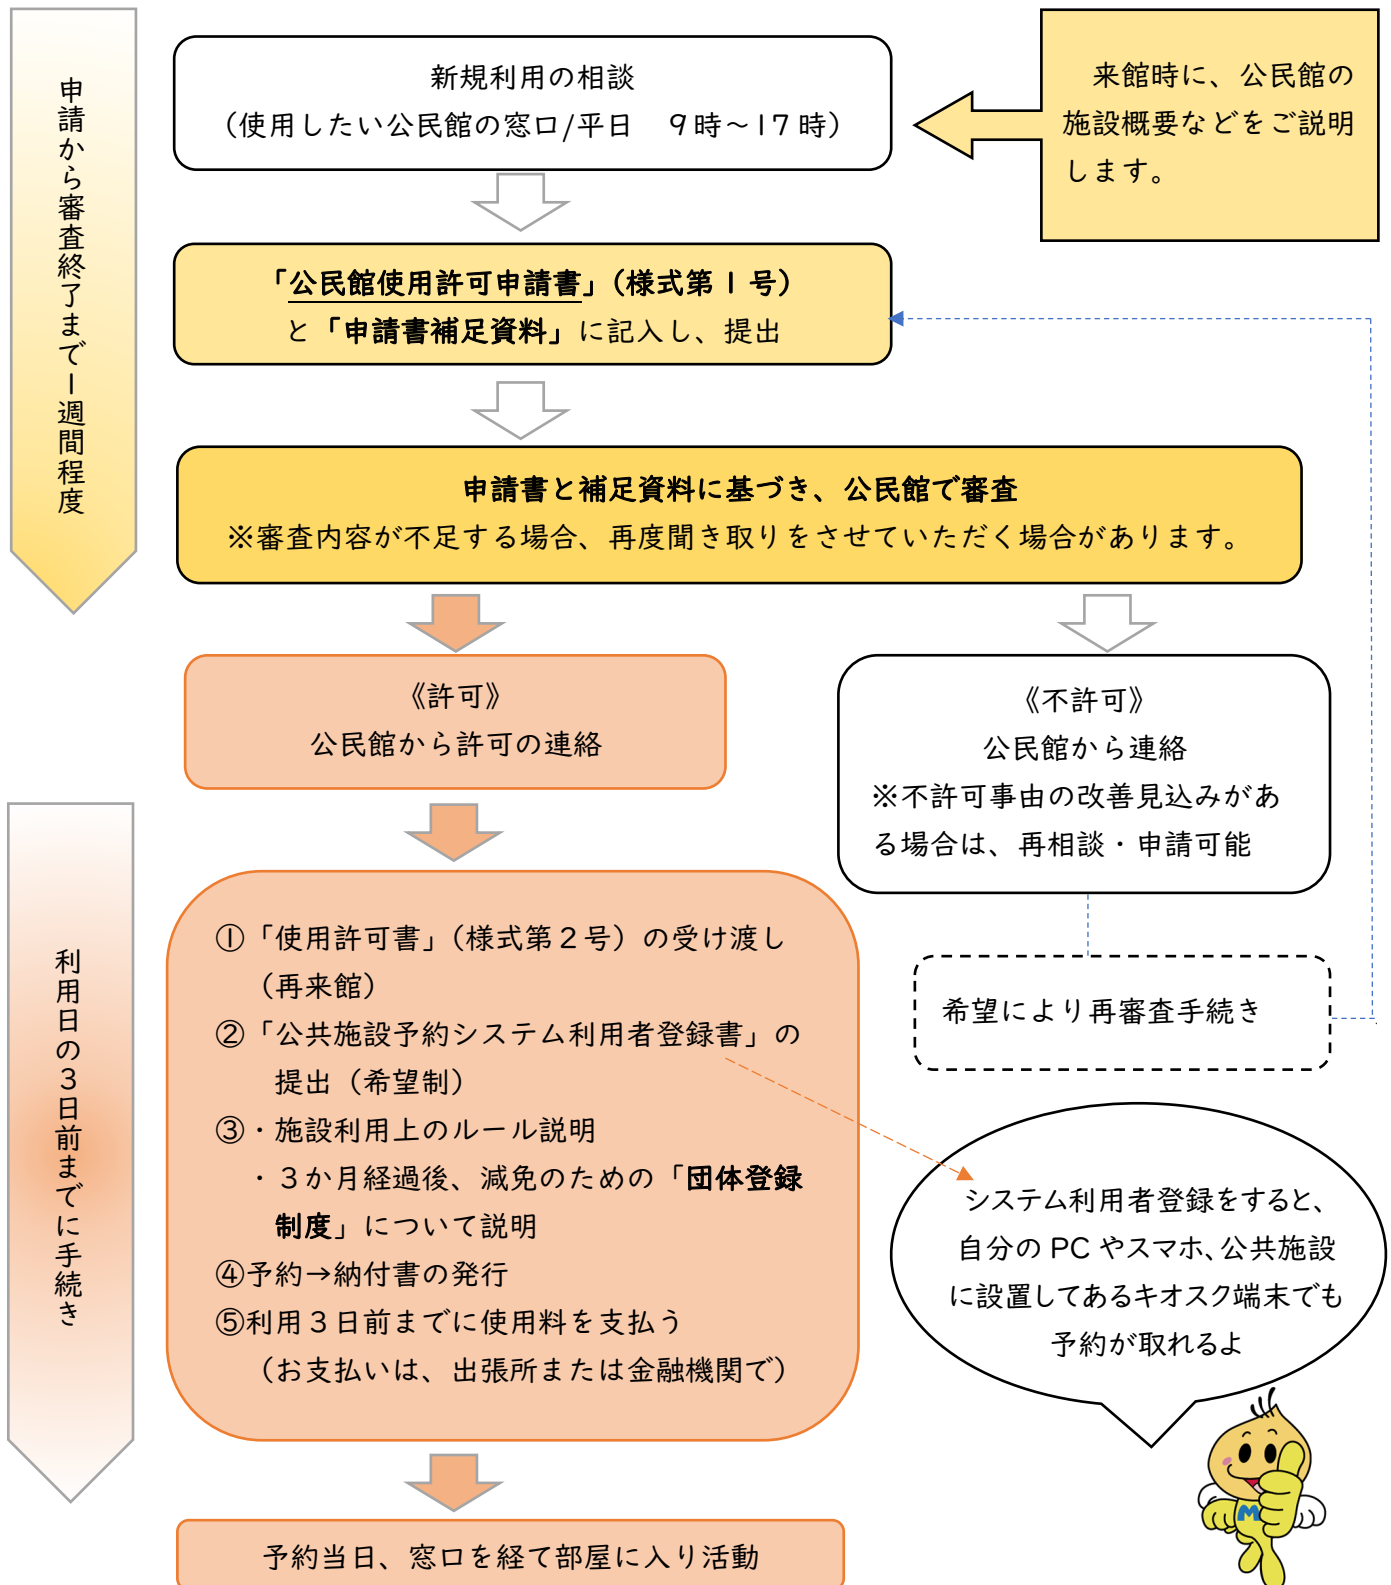 申請から審査終了まで1週間程度
新規利用の相談
（使用したい公民館の窓口/平日　9時～17時）
来館時に、公民館の
施設概要などをご説明
します。
「公民館使用許可申請書」（様式第1号）
と「申請書補足資料」に記入し、提出
申請書と補足資料に基づき、公民館で審査
※審査内容が不足する場合、再度聞き取りをさせていただく場合があります。
《許可》
公民館から許可の連絡
《不許可》
公民館から連絡
※不許可事由の改善見込みがあ
る場合は、再相談・申請可能
希望により再審査手続き
利用日の3日前までに手続き
①「使用許可書」（様式第2号）の受け渡し
（再来館）
②「公共施設予約システム利用者登録書」の
提出（希望制）
③・施設利用上のルール説明
・3か月経過後、減免のための「団体登録
制度」について説明
④予約→納付書の発行
⑤利用3日前までに使用料を支払う
（お支払いは、出張所または金融機関で）
システム利用者登録をすると、
自分のPCやスマホ、公共施設
に設置してあるキオスク端末でも
予約が取れるよ
M
予約当日、窓口を経て部屋に入り活動